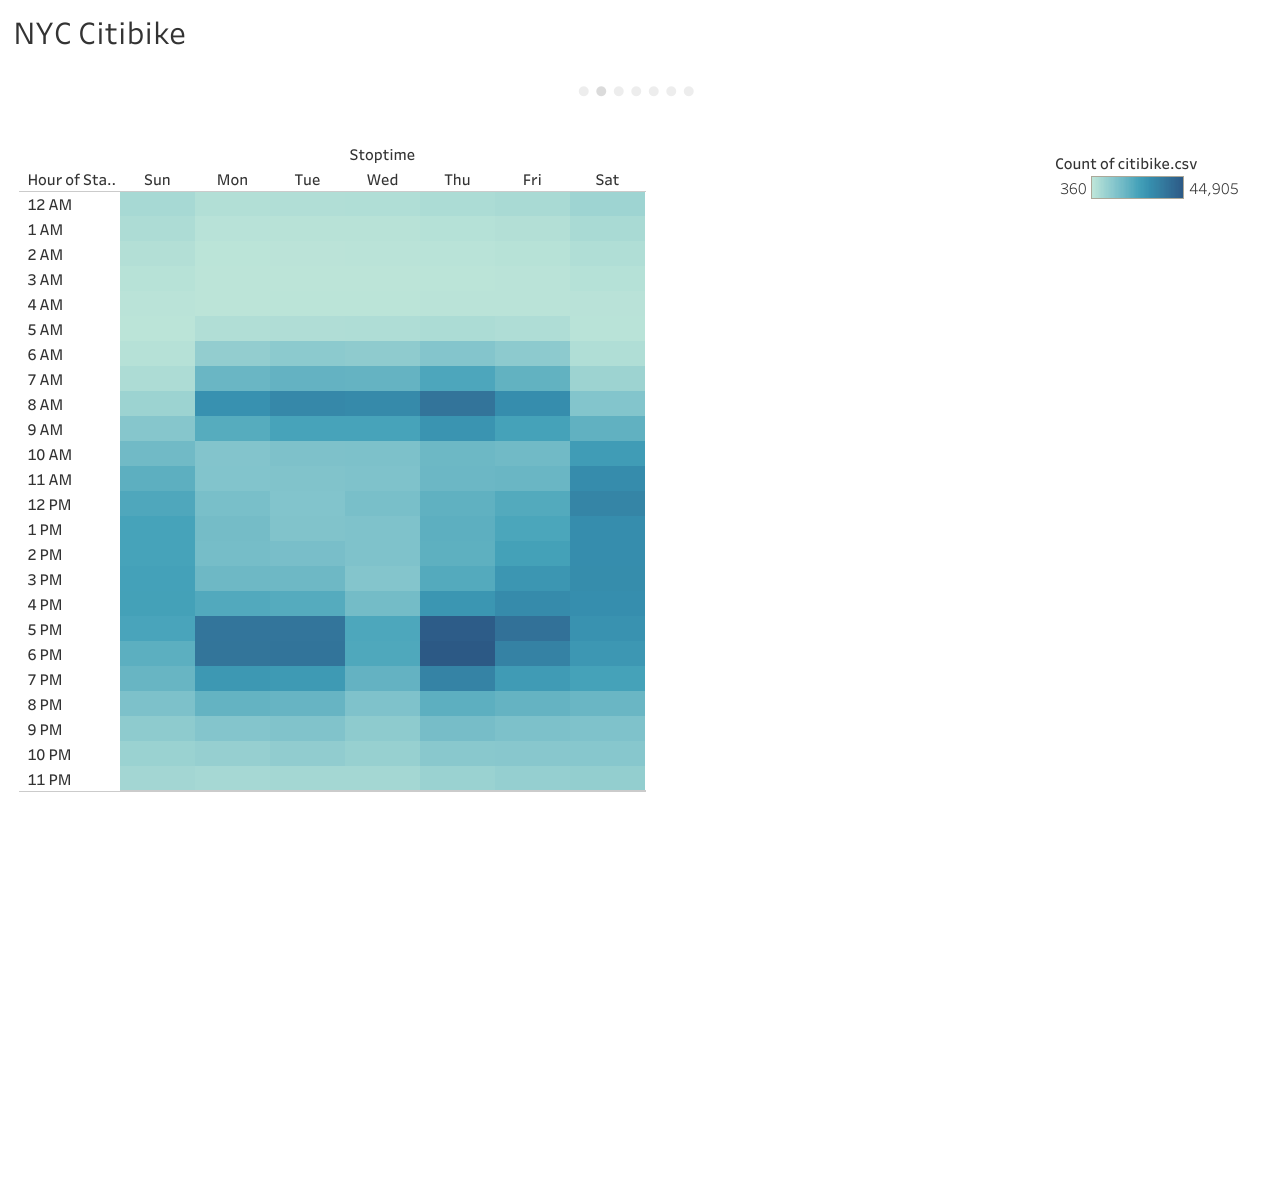 NYC Citibike
Stoptime
Hour of Sta.. Sun Mon Tue Wed Thu Fri Sat
12 AM
1 AM
2 AM
3 AM
4 AM
5 AM
6 AM
7 AM
8 AM
9 AM
10 AM
11 AM
12 PM
1 PM
2 PM
3 PM
4 PM
5 PM
6 PM
7 PM
8 PM
9 PM
10 PM
11 PM
Count of citibike.csv
360 44,905